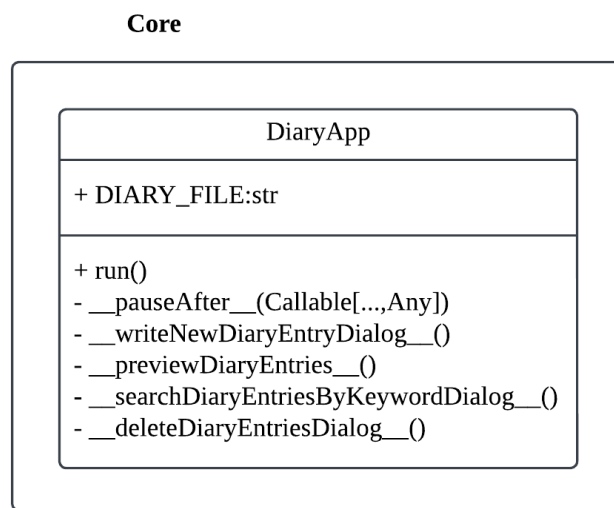 Core
DiaryApp
+ DIARY_FILE:str
+ run()
- __pauseAfter__(Callable[...,Any])
- __writeNewDiaryEntryDialog__()
- __previewDiaryEntries__()
- __searchDiaryEntriesByKeywordDialog__()
- __deleteDiaryEntriesDialog__()